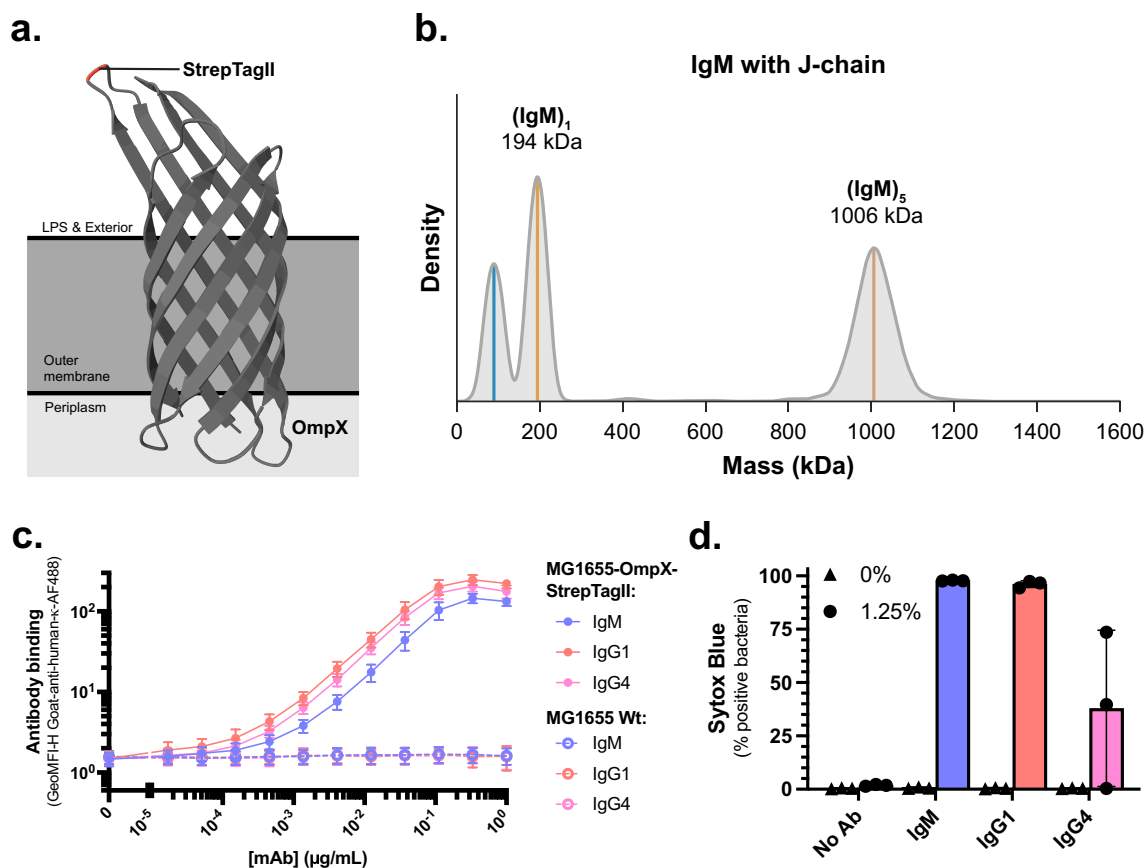 a.
StrepTagII
LPS & Exterior
Outer
membrane
Periplasm
OmpX
b.
IgM with J-chain
(IgM)1
194 kDa
(IgM)5
1006 kDa
Density
0 200 400 600 800 1000 1200 1400 1600
Mass (kDa)
c.
Antibody binding
(GeoMFI-H Goat-anti-human-κ-AF488)
10²
10¹
10⁰
0 10⁻⁵ 10⁻⁴ 10⁻³ 10⁻² 10⁻¹ 10⁰
[mAb] (µg/mL)
MG1655-OmpX-
StrepTagII:
IgM
IgG1
IgG4
MG1655 Wt:
IgM
IgG1
IgG4
d.
Sytox Blue
(% positive bacteria)
100
75
50
25
0
0%
1.25%
No Ab IgM IgG1 IgG4